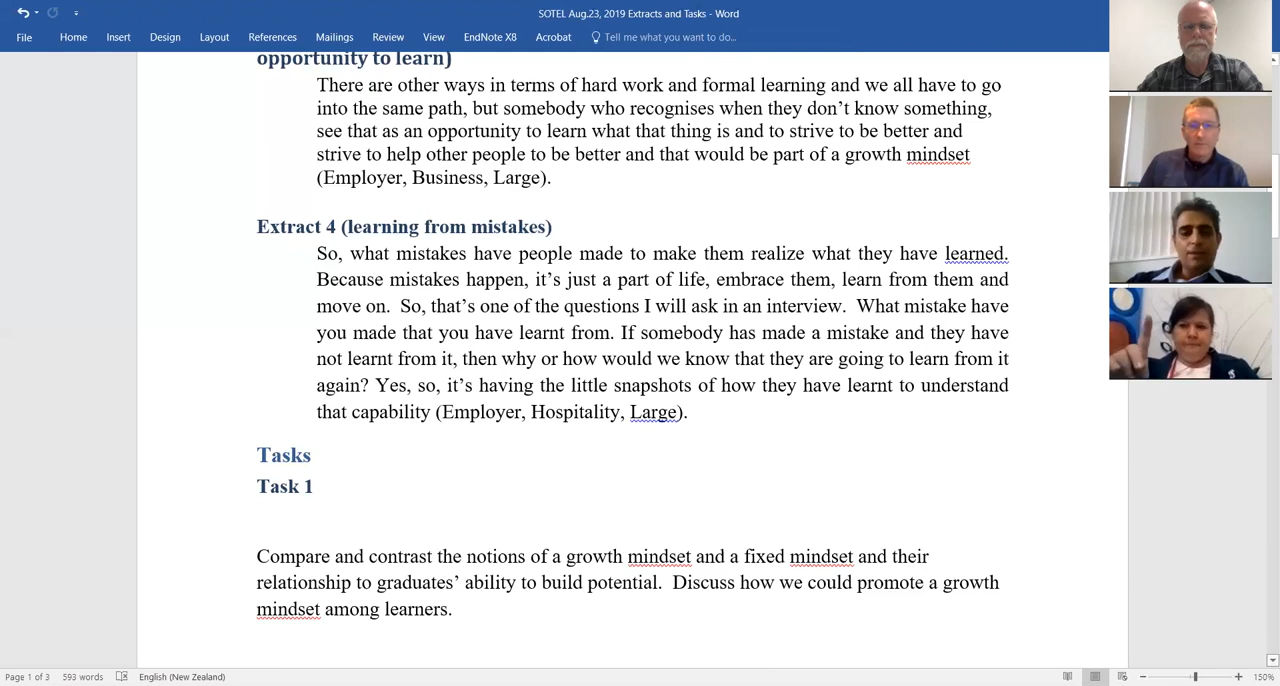 SOTEL Aug.23, 2019 Extracts and Tasks - Word
File Home Insert Design Layout References Mailings Review View EndNote X8 Acrobat Tell me what you want to do...
opportunity to learn)
There are other ways in terms of hard work and formal learning and we all have to go
into the same path, but somebody who recognises when they don’t know something,
see that as an opportunity to learn what that thing is and to strive to be better and
strive to help other people to be better and that would be part of a growth mindset
(Employer, Business, Large).
Extract 4 (learning from mistakes)
So, what mistakes have people made to make them realize what they have learned.
Because mistakes happen, it’s just a part of life, embrace them, learn from them and
move on. So, that’s one of the questions I will ask in an interview. What mistake have
you made that you have learnt from. If somebody has made a mistake and they have
not learnt from it, then why or how would we know that they are going to learn from it
again? Yes, so, it’s having the little snapshots of how they have learnt to understand
that capability (Employer, Hospitality, Large).
Tasks
Task 1
Compare and contrast the notions of a growth mindset and a fixed mindset and their
relationship to graduates’ ability to build potential. Discuss how we could promote a growth
mindset among learners.
Page 1 of 3 593 words English (New Zealand) 150%